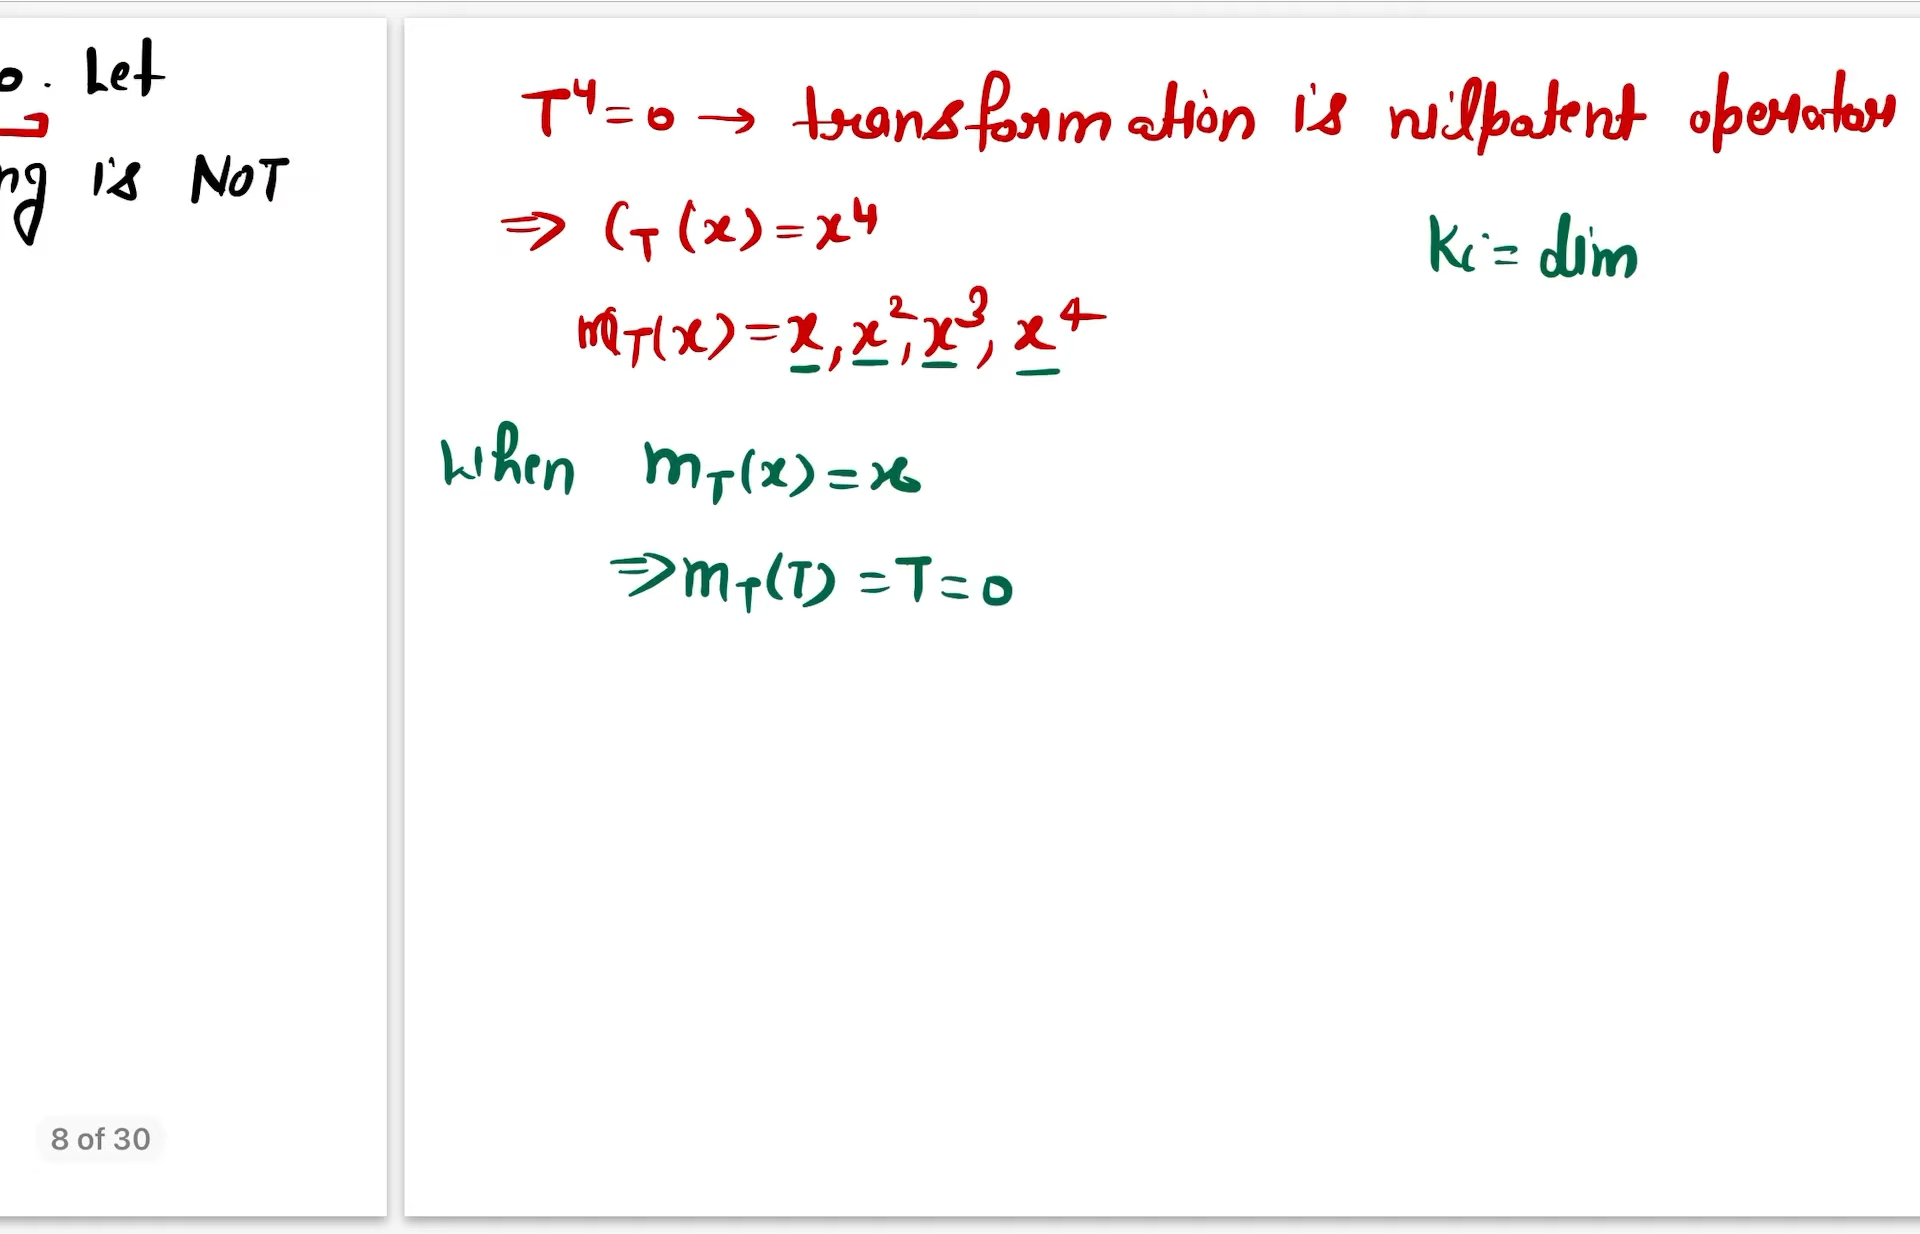 o. Let
ng is NOT
T⁴=0 → transformation is nilpotent operator
⇒ C_T(x)=x⁴
k_i = dim
m_T(x)=x, x², x³, x⁴
When m_T(x)=x
⇒ m_T(T) = T = 0
8 of 30